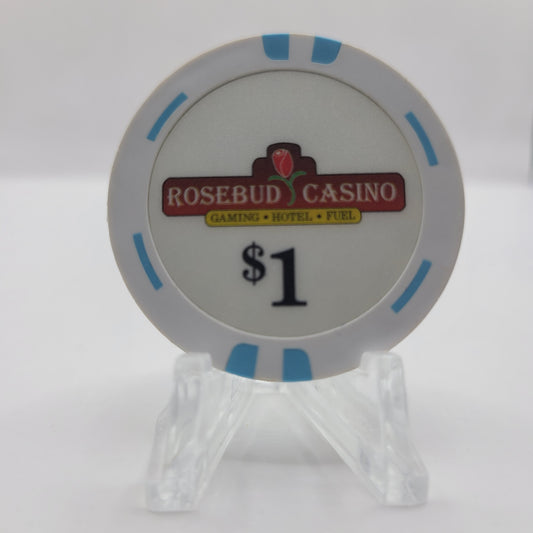 ROSEBUD CASINO
GAMING • HOTEL • FUEL
$1